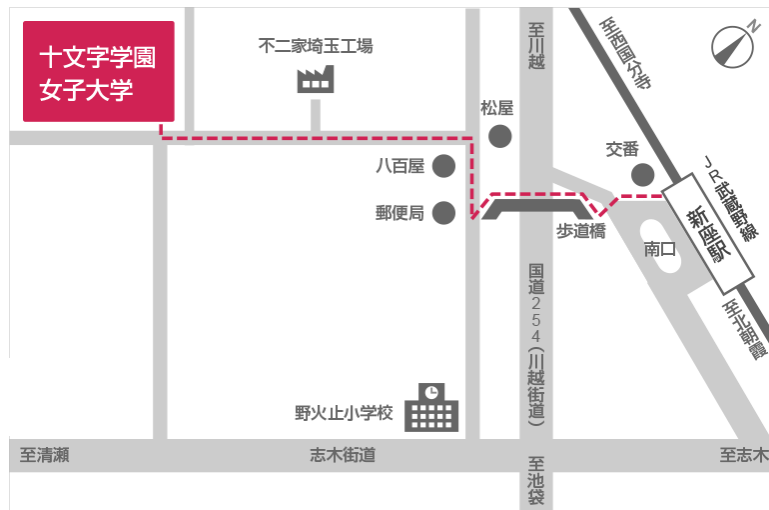 十文字学園
女子大学
不二家埼玉工場
至川越
至西国分寺
N
松屋
交番
八百屋
JR武蔵野線
郵便局
新座駅
歩道橋
南口
国道254(川越街道)
至北朝霞
野火止小学校
至清瀬
志木街道
至池袋
至志木